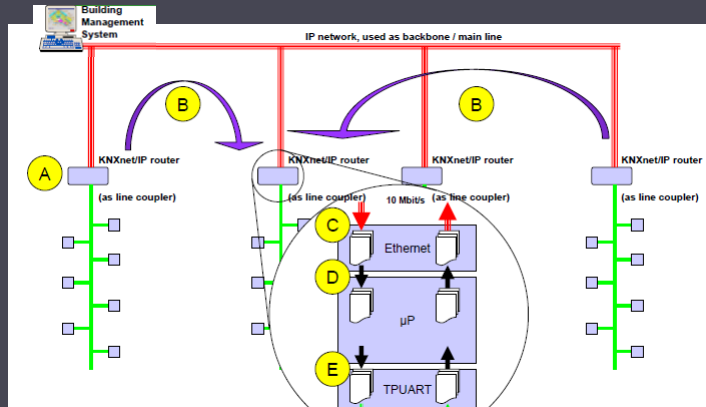 Building
Management
System
IP network, used as backbone / main line
B
B
KNXnet/IP router
KNXnet/IP router
KNXnet/IP router
KNXnet/IP router
A
(as line coupler)
(as line coupler)
10 Mbit/s
(as line coupler)
(as line coupler)
C
Ethernet
D
µP
E
TPUART